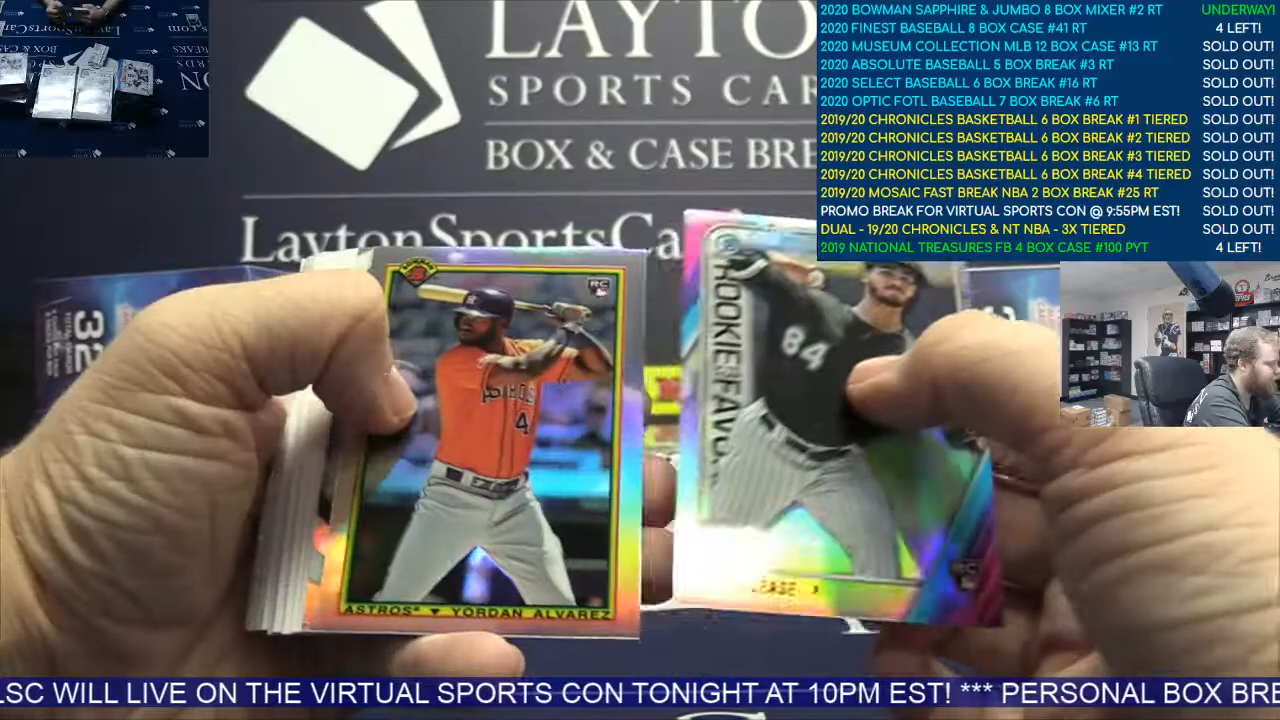 LAYTO
SPORTS CAR
BOX & CASE BRE
LaytonSportsCa
2020 BOWMAN SAPPHIRE & JUMBO 8 BOX MIXER #2 RT UNDERWAY!
2020 FINEST BASEBALL 8 BOX CASE #41 RT 4 LEFT!
2020 MUSEUM COLLECTION MLB 12 BOX CASE #13 RT SOLD OUT!
2020 ABSOLUTE BASEBALL 5 BOX BREAK #3 RT SOLD OUT!
2020 SELECT BASEBALL 6 BOX BREAK #16 RT SOLD OUT!
2020 OPTIC FOTL BASEBALL 7 BOX BREAK #6 RT SOLD OUT!
2019/20 CHRONICLES BASKETBALL 6 BOX BREAK #1 TIERED SOLD OUT!
2019/20 CHRONICLES BASKETBALL 6 BOX BREAK #2 TIERED SOLD OUT!
2019/20 CHRONICLES BASKETBALL 6 BOX BREAK #3 TIERED SOLD OUT!
2019/20 CHRONICLES BASKETBALL 6 BOX BREAK #4 TIERED SOLD OUT!
2019/20 MOSAIC FAST BREAK NBA 2 BOX BREAK #25 RT SOLD OUT!
PROMO BREAK FOR VIRTUAL SPORTS CON @ 9:55PM EST! SOLD OUT!
DUAL - 19/20 CHRONICLES & NT NBA - 3X TIERED SOLD OUT!
2019 NATIONAL TREASURES FB 4 BOX CASE #100 PYT 4 LEFT!
32
RC
4
ASTROS YORDAN ALVAREZ
ROOKIE FAVO
84
CEASE
RC
LSC WILL LIVE ON THE VIRTUAL SPORTS CON TONIGHT AT 10PM EST! *** PERSONAL BOX BRE